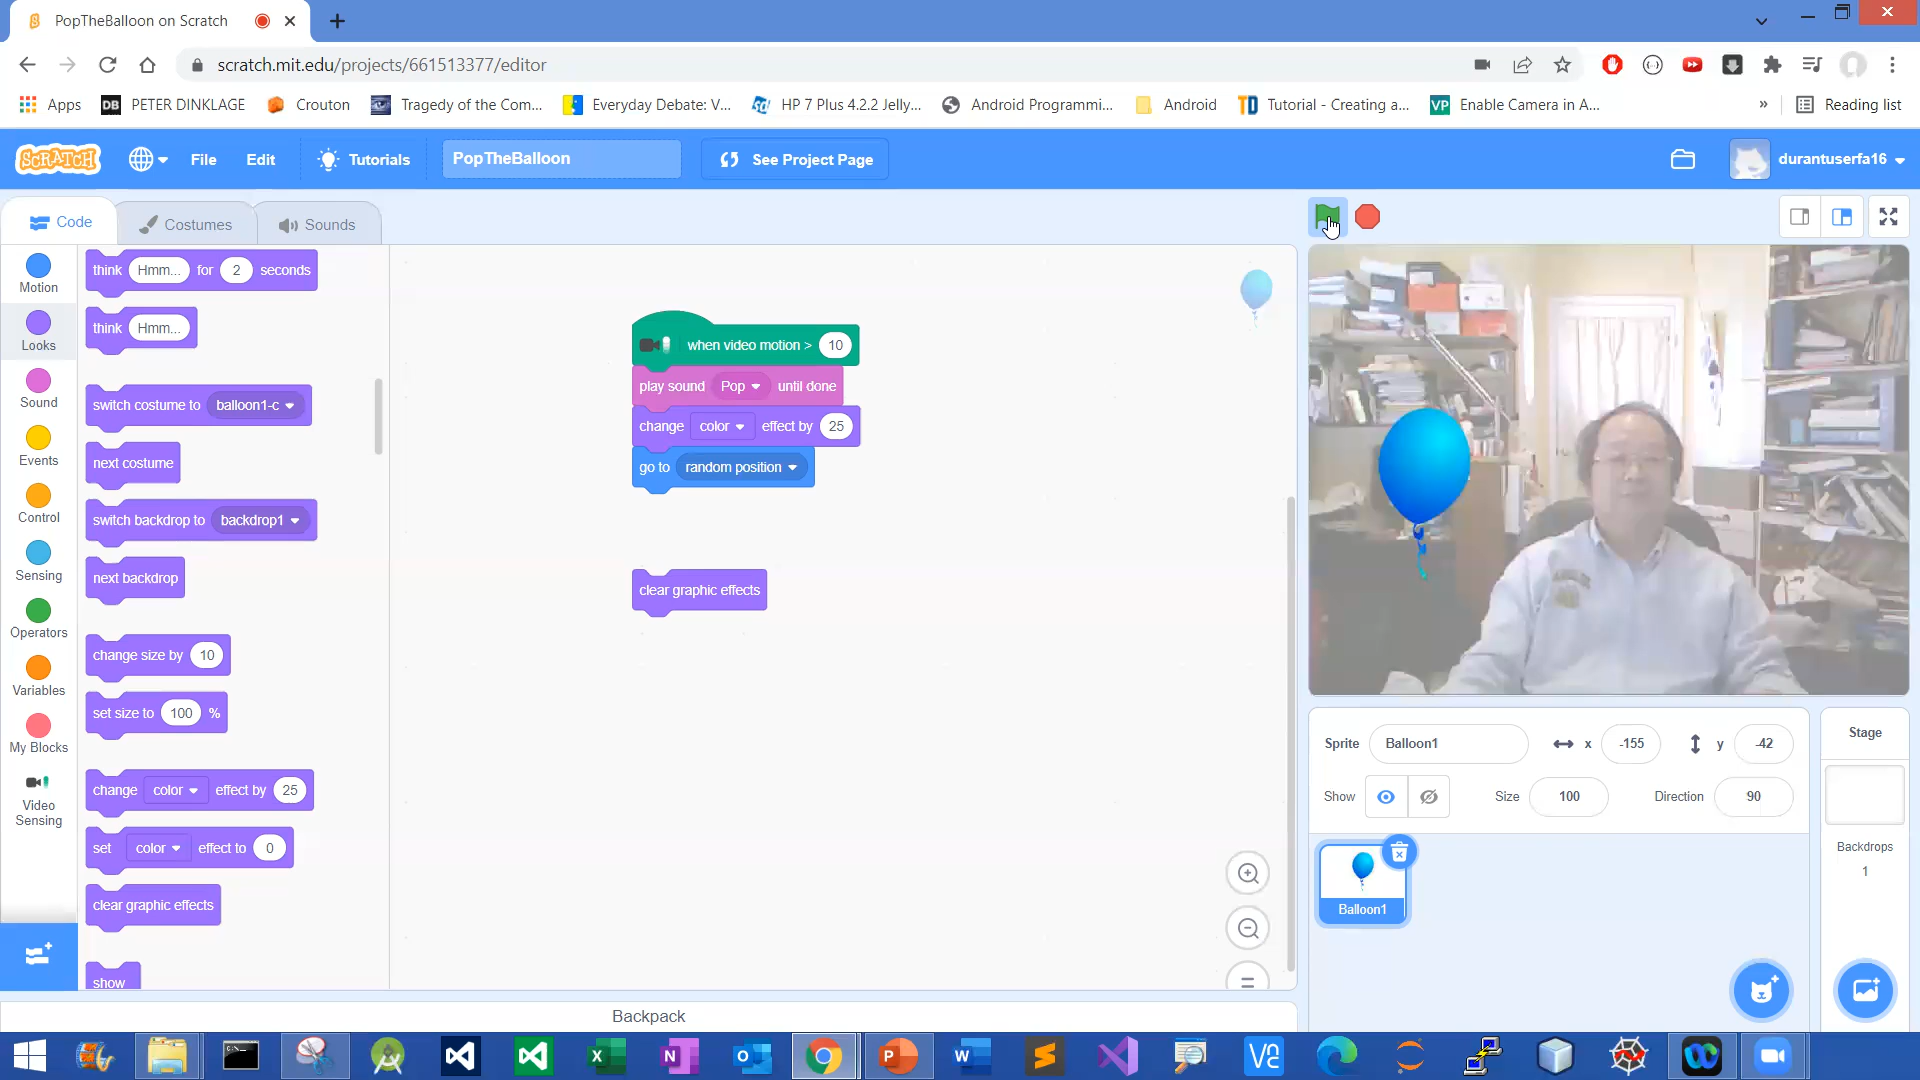 PopTheBalloon on Scratch
scratch.mit.edu/projects/661513377/editor
Apps
DB PETER DINKLAGE
Crouton
Tragedy of the Com...
Everyday Debate: V...
HP 7 Plus 4.2.2 Jelly...
Android Programmi...
Android
TD Tutorial - Creating a...
VP Enable Camera in A...
»
Reading list
SCRATCH
File
Edit
Tutorials
PopTheBalloon
See Project Page
durantuserfa16
Code
Costumes
Sounds
Motion
Looks
Sound
Events
Control
Sensing
Operators
Variables
My Blocks
Video
Sensing
think Hmm... for 2 seconds
think Hmm...
switch costume to balloon1-c
next costume
switch backdrop to backdrop1
next backdrop
change size by 10
set size to 100 %
change color effect by 25
set color effect to 0
clear graphic effects
show
when video motion > 10
play sound Pop until done
change color effect by 25
go to random position
clear graphic effects
Sprite Balloon1 x -155 y -42
Show Size 100 Direction 90
Balloon1
Stage
Backdrops
1
Backpack